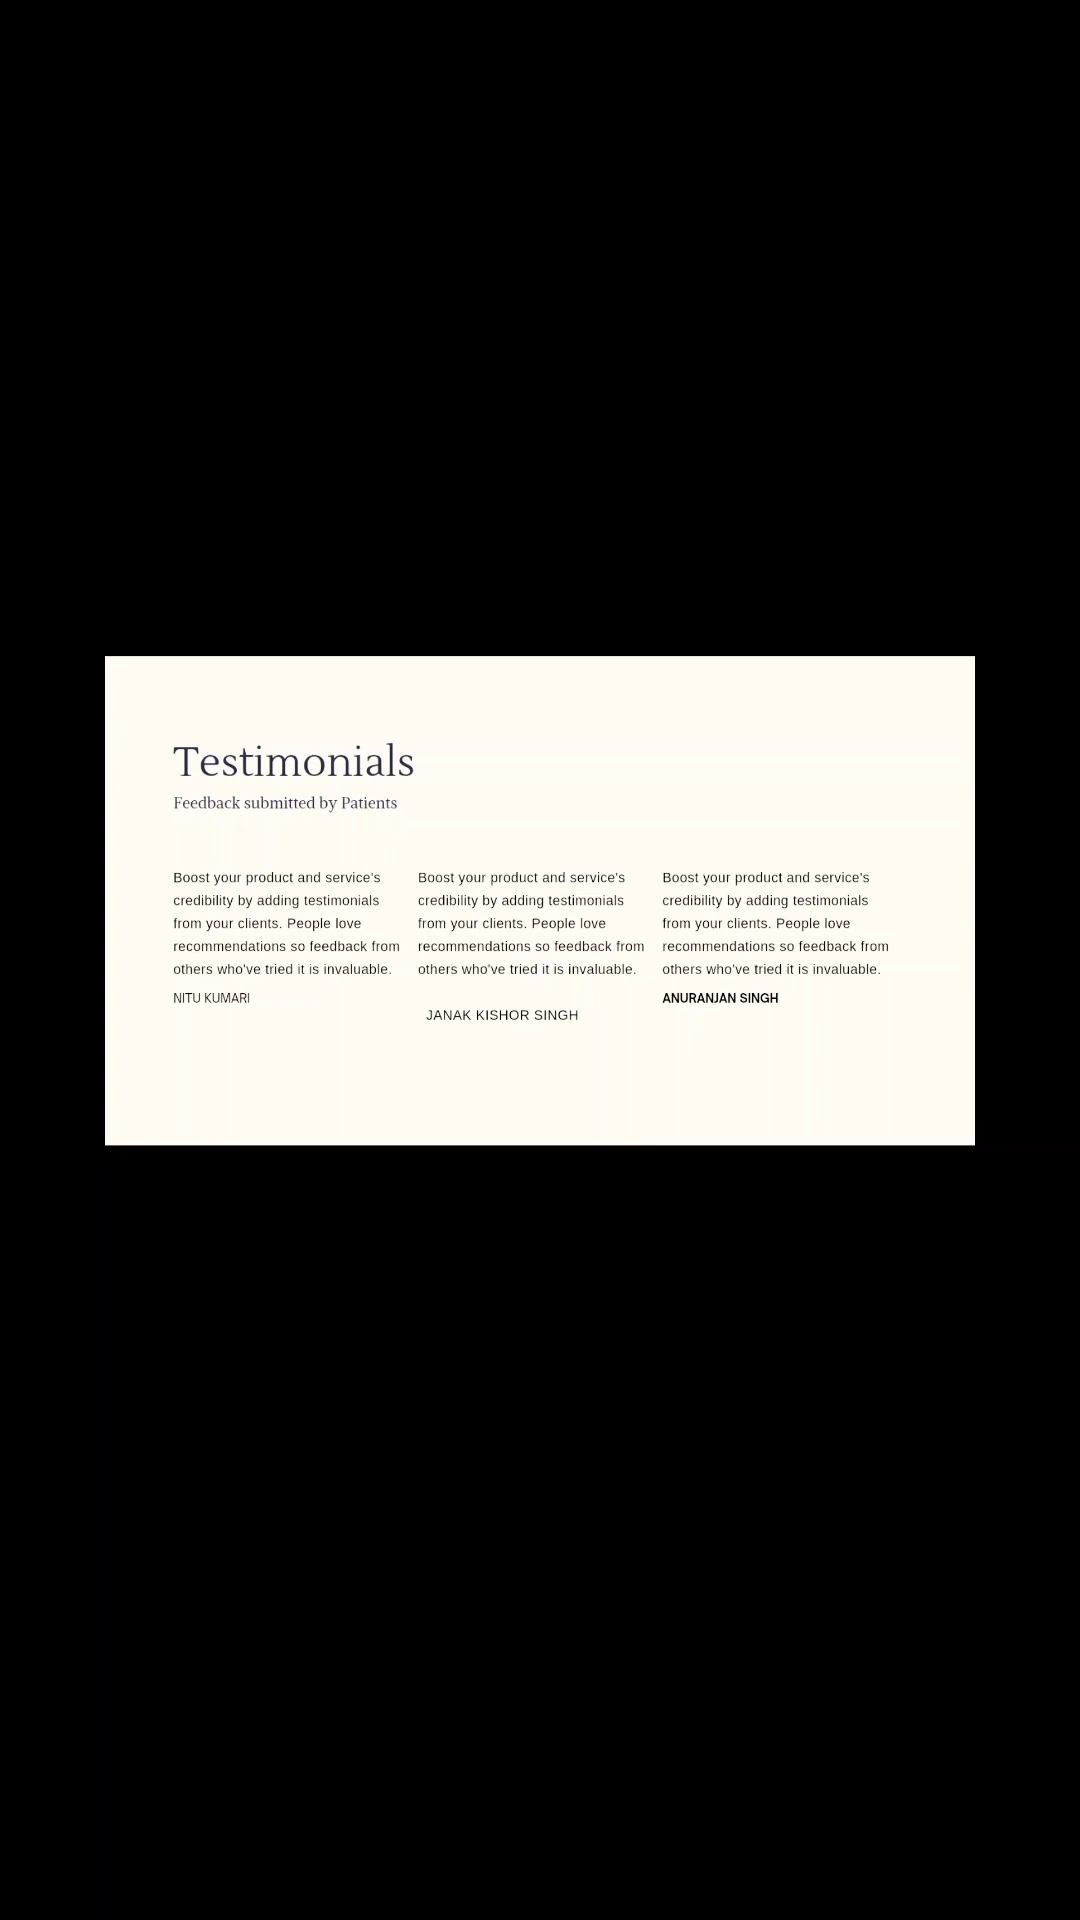 Testimonials
Feedback submitted by Patients
Boost your product and service's
credibility by adding testimonials
from your clients. People love
recommendations so feedback from
others who've tried it is invaluable.
NITU KUMARI
Boost your product and service's
credibility by adding testimonials
from your clients. People love
recommendations so feedback from
others who've tried it is invaluable.
JANAK KISHOR SINGH
Boost your product and service's
credibility by adding testimonials
from your clients. People love
recommendations so feedback from
others who've tried it is invaluable.
ANURANJAN SINGH